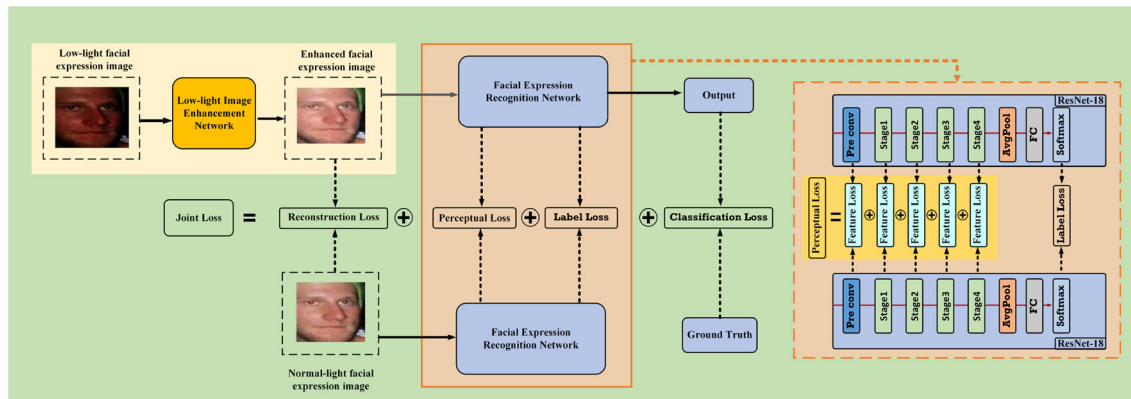 Low-light facial
expression image
Enhanced facial
expression image
Low-light Image
Enhancement
Network
Facial Expression
Recognition Network
Output
Joint Loss
=
Reconstruction Loss
+
Perceptual Loss
+
Label Loss
+
Classification Loss
Facial Expression
Recognition Network
Ground Truth
Normal-light facial
expression image
ResNet-18
Pre conv
Stage1
Stage2
Stage3
Stage4
AvgPool
FC
Softmax
Perceptual Loss
=
Feature Loss
+
Feature Loss
+
Feature Loss
+
Feature Loss
+
Feature Loss
Label Loss
Pre conv
Stage1
Stage2
Stage3
Stage4
AvgPool
FC
Softmax
ResNet-18